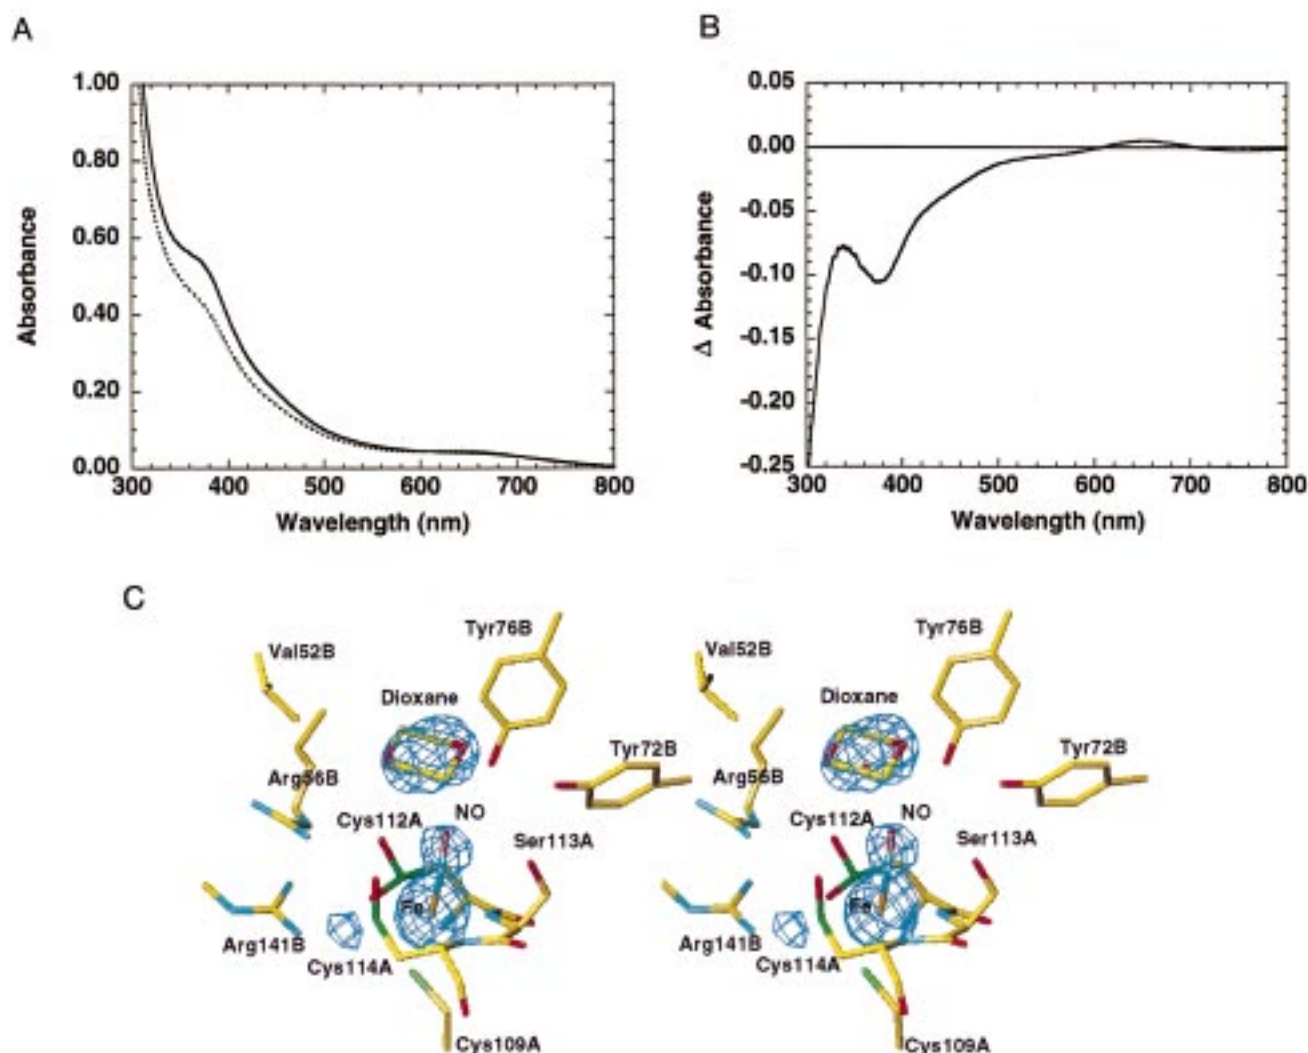 A
B
1.00
0.80
0.60
0.40
0.20
0.00
Absorbance
300 400 500 600 700 800
Wavelength (nm)
0.05
0.00
-0.05
-0.10
-0.15
-0.20
-0.25
Δ Absorbance
300 400 500 600 700 800
Wavelength (nm)
C
Val52B
Tyr76B
Dioxane
Tyr72B
Arg56B
Cys112A
NO
Ser113A
Fe
Arg141B
Cys114A
Cys109A
Val52B
Tyr76B
Dioxane
Tyr72B
Arg56B
Cys112A
NO
Ser113A
Fe
Arg141B
Cys114A
Cys109A